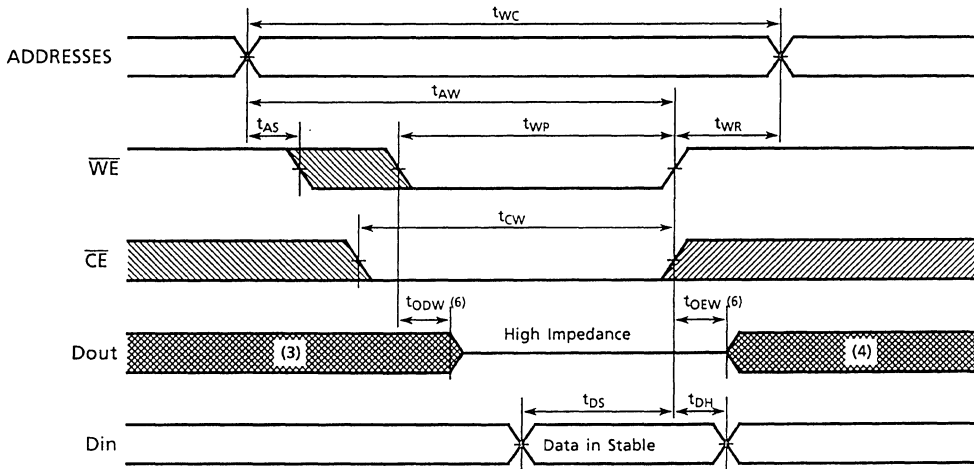 tWC
ADDRESSES
tAW
tAS
tWP
tWR
WE
tCW
CE
tODW (6)
tOEW (6)
High Impedance
Dout
(3)
(4)
tDS
tDH
Din
Data in Stable